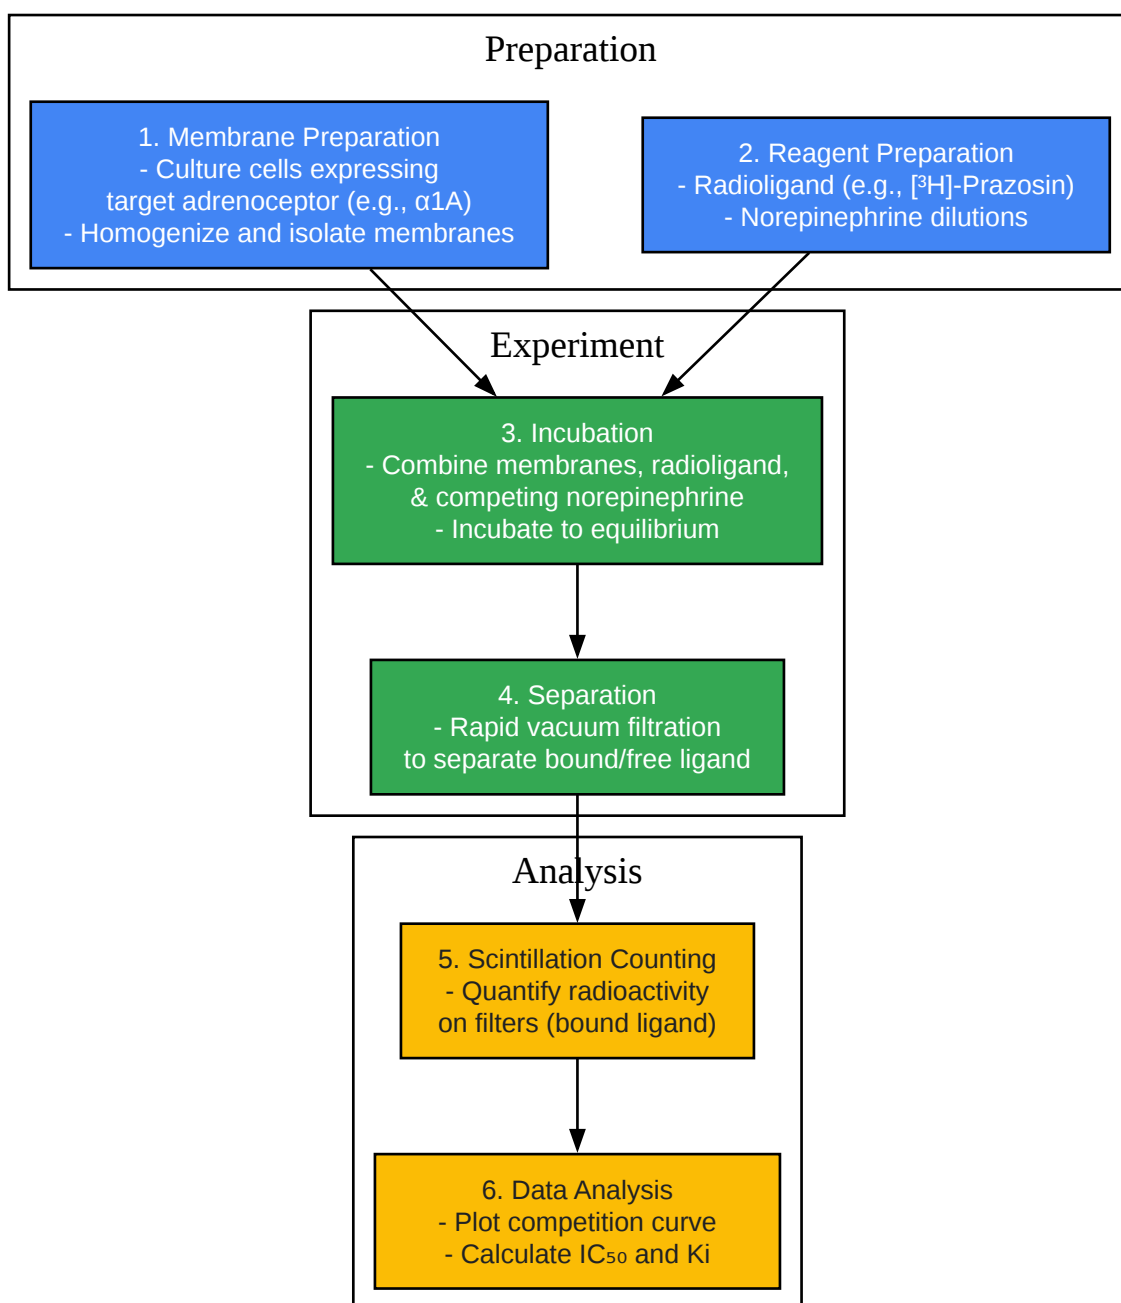 Preparation
1. Membrane Preparation
- Culture cells expressing
target adrenoceptor (e.g., α1A)
- Homogenize and isolate membranes
2. Reagent Preparation
- Radioligand (e.g., [³H]-Prazosin)
- Norepinephrine dilutions
Experiment
3. Incubation
- Combine membranes, radioligand,
& competing norepinephrine
- Incubate to equilibrium
4. Separation
- Rapid vacuum filtration
to separate bound/free ligand
Analysis
5. Scintillation Counting
- Quantify radioactivity
on filters (bound ligand)
6. Data Analysis
- Plot competition curve
- Calculate IC₅₀ and Ki